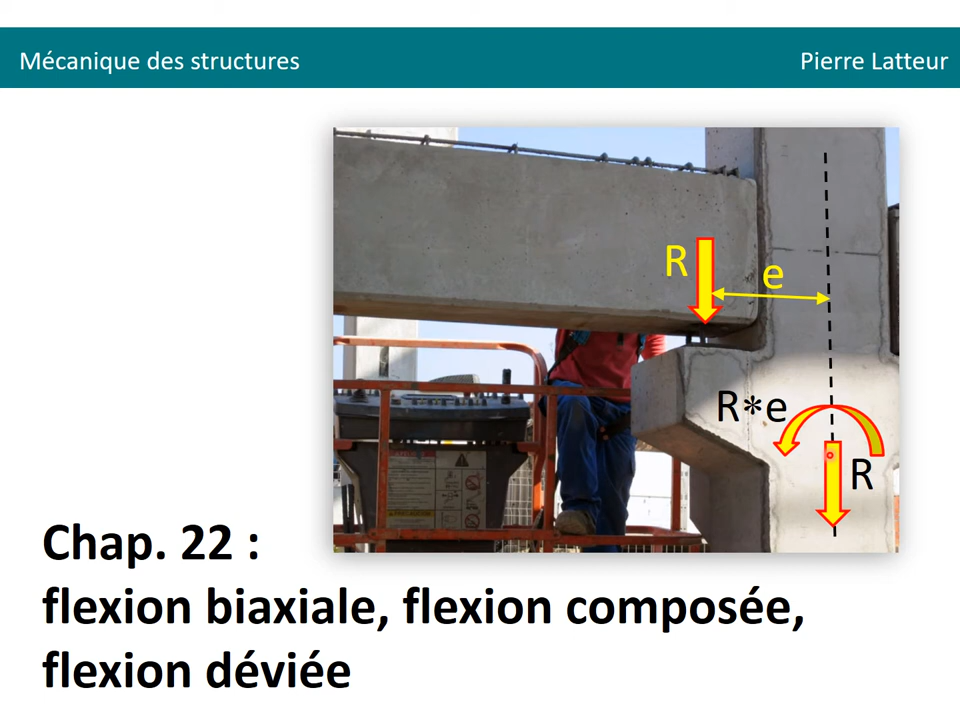 Mécanique des structures
Pierre Latteur
R
e
R*e
R
Chap. 22 :
flexion biaxiale, flexion composée,
flexion déviée